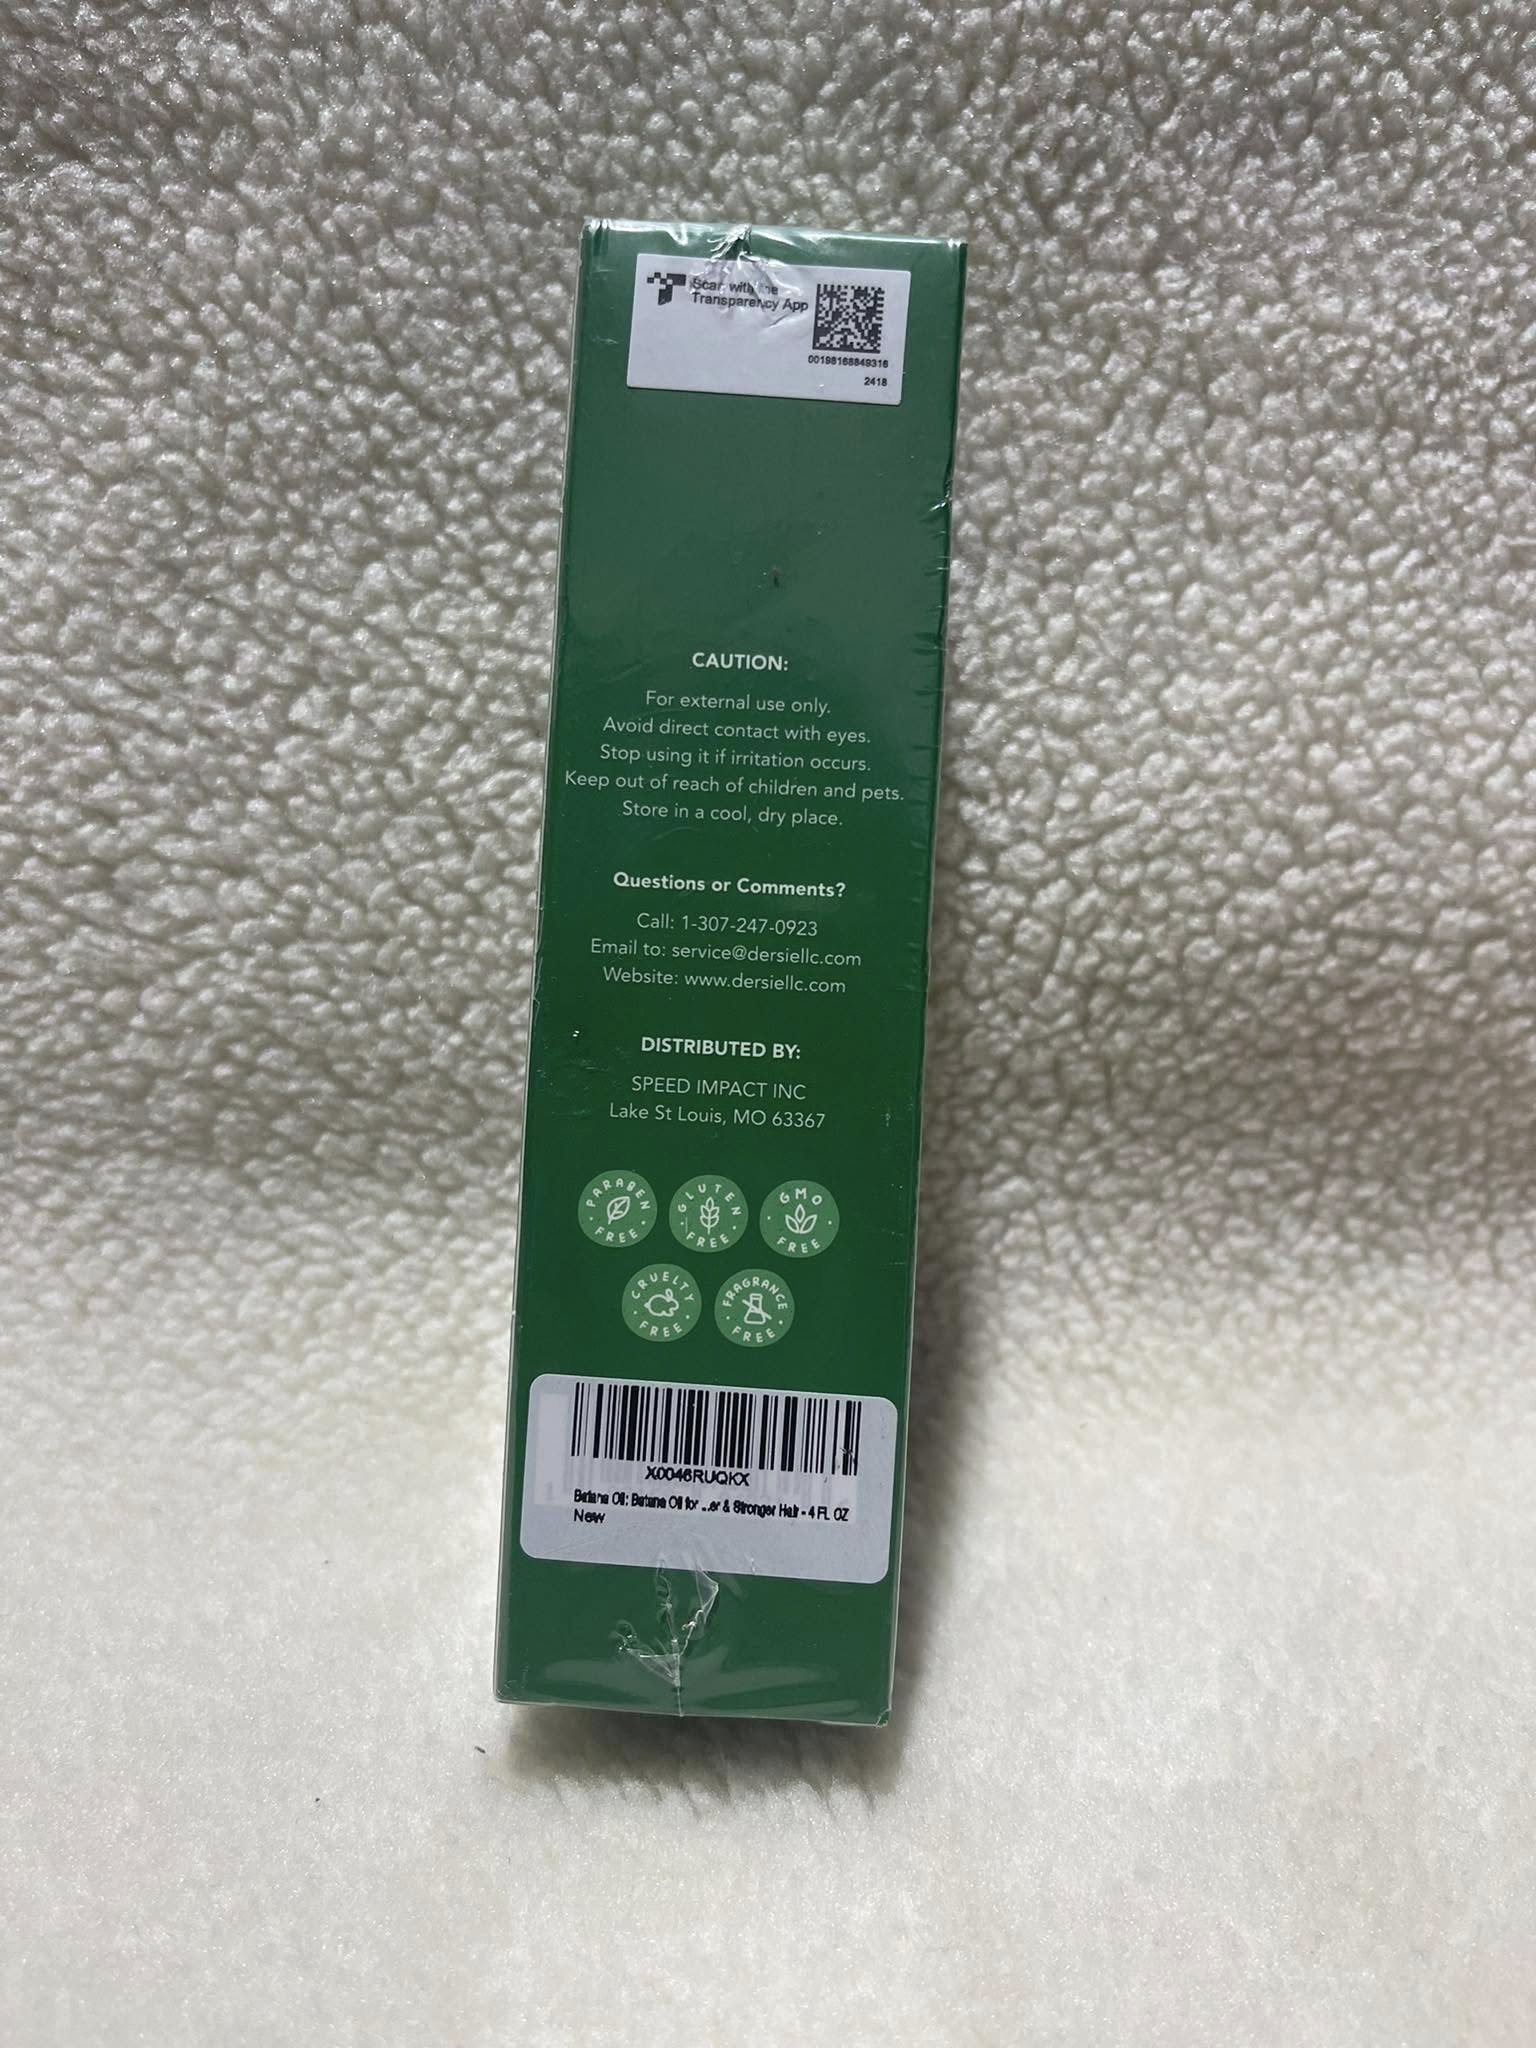 Scan with the
Transparency App
00198168849316
2418
CAUTION:
For external use only.
Avoid direct contact with eyes.
Stop using it if irritation occurs.
Keep out of reach of children and pets.
Store in a cool, dry place.
Questions or Comments?
Call: 1-307-247-0923
Email to: service@dersiellc.com
Website: www.dersiellc.com
DISTRIBUTED BY:
SPEED IMPACT INC
Lake St Louis, MO 63367
PARABEN FREE
GLUTEN FREE
GMO FREE
CRUELTY FREE
FRAGRANCE FREE
X0046RUQKX
Batana Oil: Batana Oil for ...er & Stronger Hair - 4 FL OZ
New